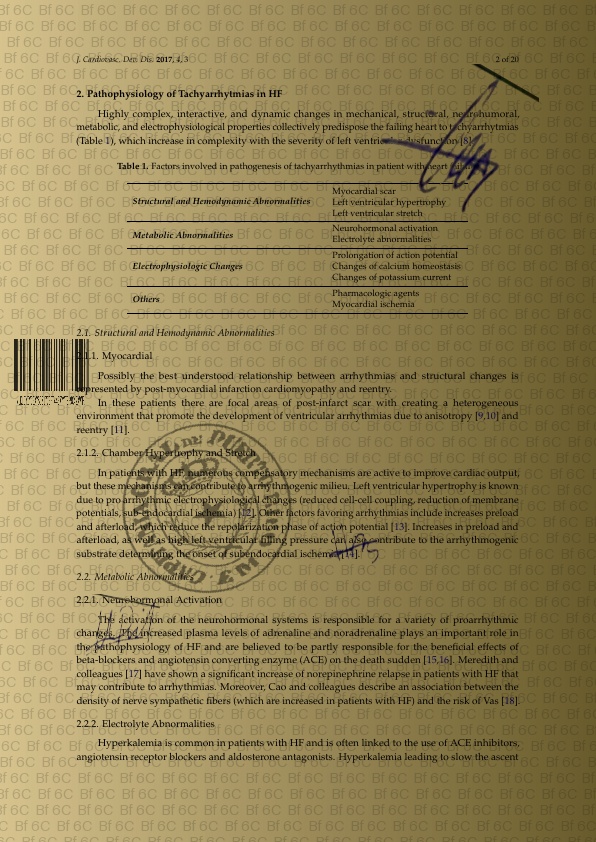 J. Cardiovasc. Dev. Dis. 2017, 4, 3
2 of 20
2. Pathophysiology of Tachyarrhytmias in HF
Highly complex, interactive, and dynamic changes in mechanical, structural, neurohumoral,
metabolic, and electrophysiological properties collectively predispose the failing heart to tachyarrhytmias
(Table 1), which increase in complexity with the severity of left ventricular dysfunction [8].
Table 1. Factors involved in pathogenesis of tachyarrhythmias in patient with heart
Structural and Hemodynamic Abnormalities
Myocardial scar
Left ventricular hypertrophy
Left ventricular stretch
Metabolic Abnormalities
Neurohormonal activation
Electrolyte abnormalities
Electrophysiologic Changes
Prolongation of action potential
Changes of calcium homeostasis
Changes of potassium current
Others
Pharmacologic agents
Myocardial ischemia
2.1. Structural and Hemodynamic Abnormalities
2.1.1. Myocardial
Possibly the best understood relationship between arrhythmias and structural changes is
represented by post-myocardial infarction cardiomyopathy and reentry.
In these patients there are focal areas of post-infarct scar with creating a heterogeneous
environment that promote the development of ventricular arrhythmias due to anisotropy [9,10] and
reentry [11].
2.1.2. Chamber Hypertrophy and Stretch
In patients with HF, numerous compensatory mechanisms are active to improve cardiac output,
but these mechanisms can contribute to arrhythmogenic milieu. Left ventricular hypertrophy is known
due to pro arrhythmic electrophysiological changes (reduced cell-cell coupling, reduction of membrane
potentials, sub-endocardial ischemia) [12]. Other factors favoring arrhythmias include increases preload
and afterload, which reduce the repolarization phase of action potential [13]. Increases in preload and
afterload, as well as high left ventricular filling pressure can also contribute to the arrhythmogenic
substrate determining the onset of subendocardial ischemia [14].
2.2. Metabolic Abnormalities
2.2.1. Neurohormonal Activation
The activation of the neurohormonal systems is responsible for a variety of proarrhythmic
changes. The increased plasma levels of adrenaline and noradrenaline plays an important role in
the pathophysiology of HF and are believed to be partly responsible for the beneficial effects of
beta-blockers and angiotensin converting enzyme (ACE) on the death sudden [15,16]. Meredith and
colleagues [17] have shown a significant increase of norepinephrine relapse in patients with HF that
may contribute to arrhythmias. Moreover, Cao and colleagues describe an association between the
density of nerve sympathetic fibers (which are increased in patients with HF) and the risk of Vas [18].
2.2.2. Electrolyte Abnormalities
Hyperkalemia is common in patients with HF and is often linked to the use of ACE inhibitors,
angiotensin receptor blockers and aldosterone antagonists. Hyperkalemia leading to slow the ascent